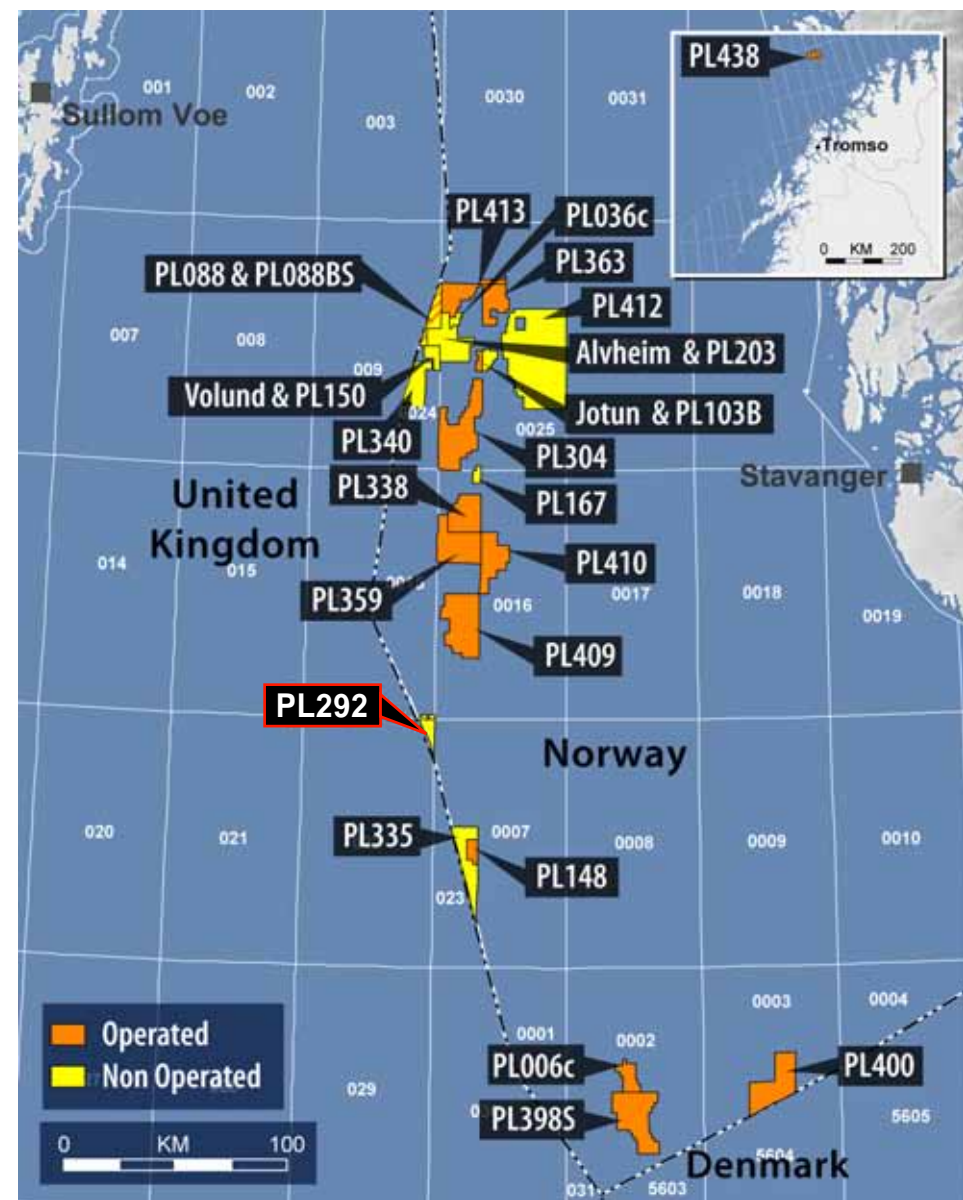 001
002
003
0030
0031
Sullom Voe
PL438
Tromso
0 KM 200
PL413
PL036c
PL363
PL088 & PL088BS
PL412
007
008
009
Alvheim & PL203
Volund & PL150
024
Jotun & PL103B
0025
PL340
PL304
PL338
PL167
Stavanger
United
Kingdom
014
015
PL410
PL359
0016
0017
0018
0019
PL409
PL292
Norway
020
021
PL335
0007
0008
0009
0010
PL148
023
Operated
Non Operated
029
0001
0002
0003
0004
PL006c
PL400
PL398S
5605
0 KM 100
5604
Denmark
031
5603